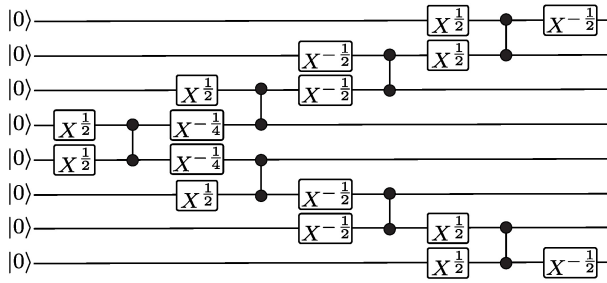 |0⟩ X^{1/2} X^{-1/2}
|0⟩ X^{-1/2} X^{1/2}
|0⟩ X^{1/2} X^{-1/2}
|0⟩ X^{1/2} X^{-1/4}
|0⟩ X^{1/2} X^{-1/4}
|0⟩ X^{1/2} X^{-1/2}
|0⟩ X^{-1/2} X^{1/2}
|0⟩ X^{1/2} X^{-1/2}